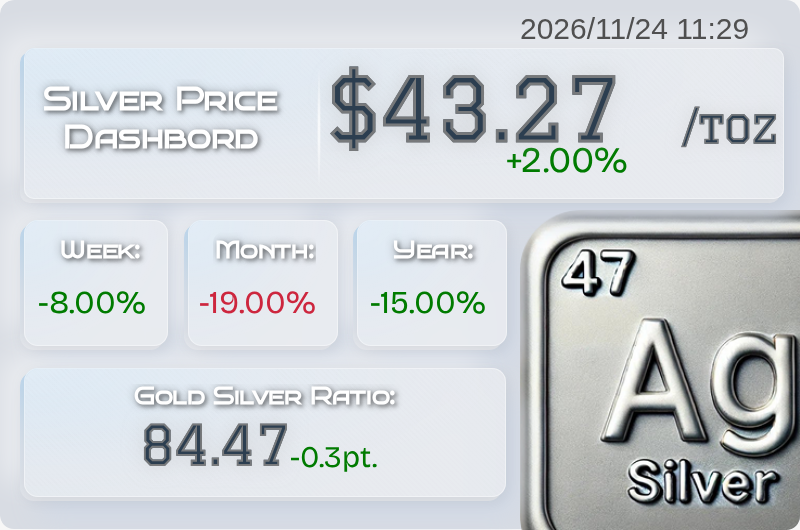 2026/11/24 11:29
Silver Price
Dashbord
$43.27 /TOZ
+2.00%
Week: Month: Year:
-8.00% -19.00% -15.00%
Gold Silver Ratio:
84.47 -0.3pt.
47
Ag
Silver